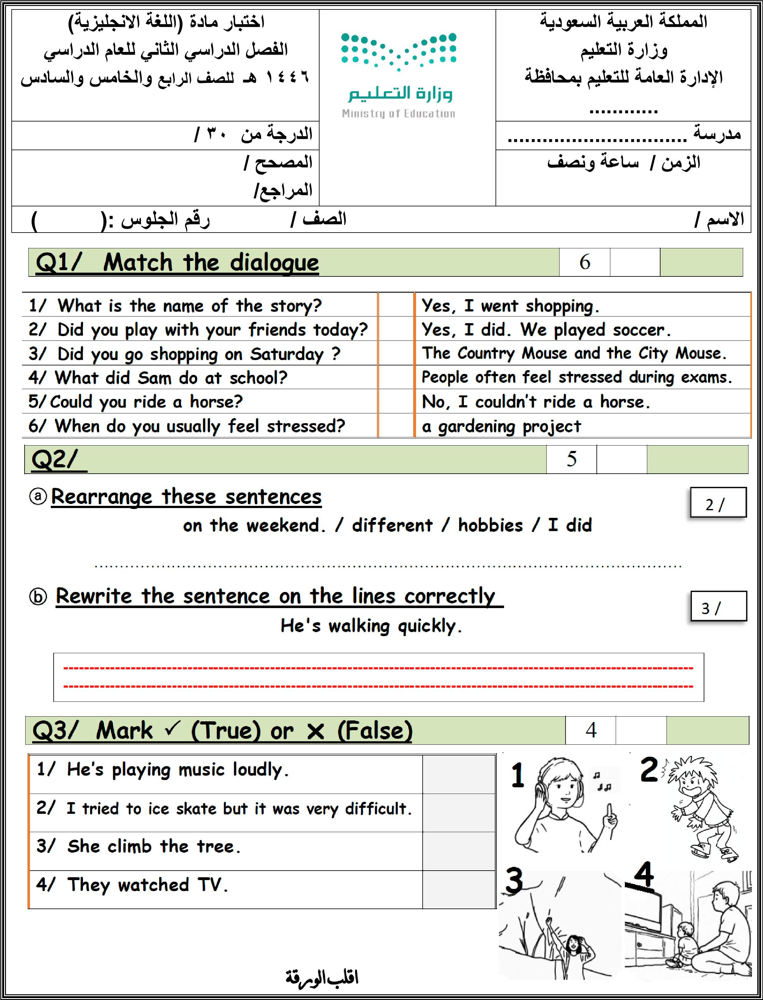 المملكة العربية السعودية
وزارة التعليم
الإدارة العامة للتعليم بمحافظة
............
مدرسة ...............................
الزمن / ساعة ونصف
وزارة التعليم
Ministry of Education
اختبار مادة (اللغة الانجليزية)
الفصل الدراسي الثاني للعام الدراسي
١٤٤٦ هـ للصف الرابع والخامس والسادس
الدرجة من ٣٠ /
المصحح /
المراجع/
الاسم / الصف / رقم الجلوس :( )
Q1/ Match the dialogue 6
1/ What is the name of the story? Yes, I went shopping.
2/ Did you play with your friends today? Yes, I did. We played soccer.
3/ Did you go shopping on Saturday ? The Country Mouse and the City Mouse.
4/ What did Sam do at school? People often feel stressed during exams.
5/ Could you ride a horse? No, I couldn't ride a horse.
6/ When do you usually feel stressed? a gardening project
Q2/ 5
ⓐ Rearrange these sentences 2 /
on the weekend. / different / hobbies / I did
........................................................................
ⓑ Rewrite the sentence on the lines correctly 3 /
He's walking quickly.
Q3/ Mark ✓ (True) or × (False) 4
1/ He's playing music loudly.
2/ I tried to ice skate but it was very difficult.
3/ She climb the tree.
4/ They watched TV.
1
2
3
4
اقلب الورقة